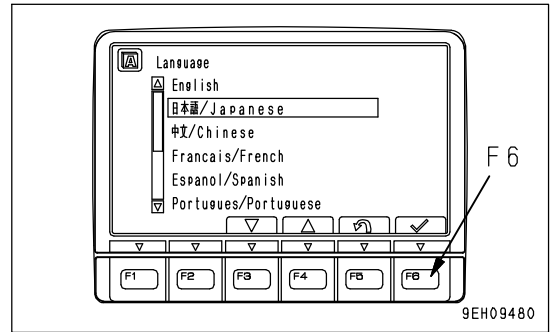 Language
English
日本語/Japanese
中文/Chinese
Francais/French
Espanol/Spanish
Portugues/Portuguese
F6
F1 F2 F3 F4 F5 F6
9EH09480